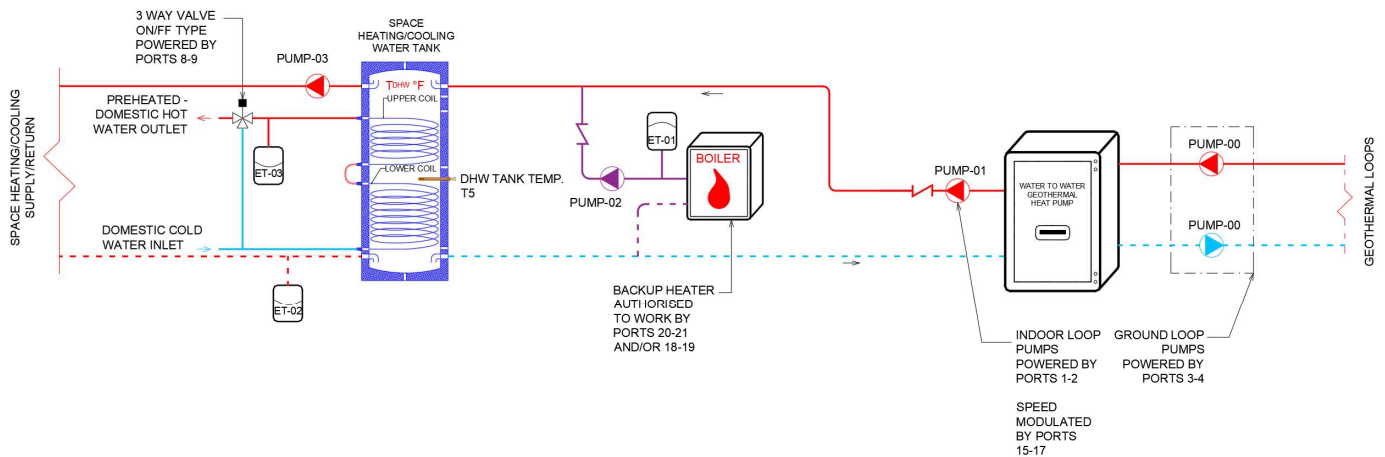 3 WAY VALVE
ON/FF TYPE
POWERED BY
PORTS 8-9
PUMP-03
SPACE
HEATING/COOLING
WATER TANK
TDHW °F
UPPER COIL
LOWER COIL
PREHEATED -
DOMESTIC HOT
WATER OUTLET
ET-03
DHW TANK TEMP.
T5
DOMESTIC COLD
WATER INLET
ET-02
SPACE HEATING/COOLING
SUPPLY/RETURN
ET-01
PUMP-02
BOILER
BACKUP HEATER
AUTHORISED
TO WORK BY
PORTS 20-21
AND/OR 18-19
PUMP-01
WATER TO WATER
GEOTHERMAL
HEAT PUMP
PUMP-00
PUMP-00
GEOTHERMAL LOOPS
INDOOR LOOP
PUMPS
POWERED BY
PORTS 1-2
SPEED
MODULATED
BY PORTS
15-17
GROUND LOOP
PUMPS
POWERED BY
PORTS 3-4